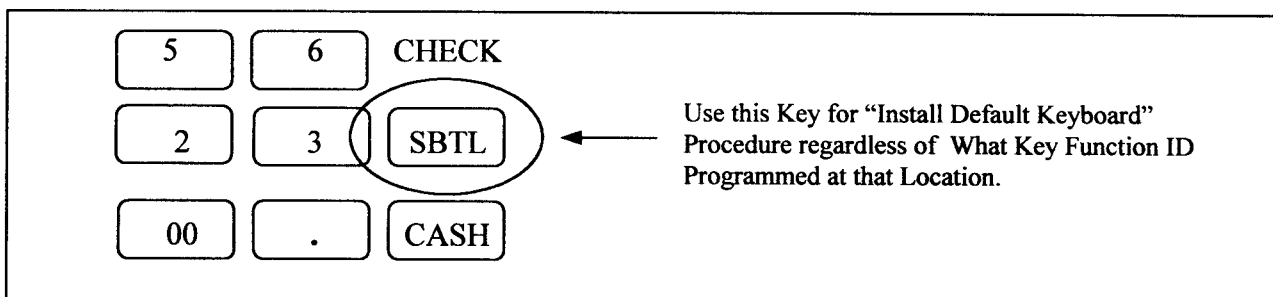 5 6 CHECK
2 3 SBTL
00 . CASH
Use this Key for “Install Default Keyboard”
Procedure regardless of What Key Function ID
Programmed at that Location.